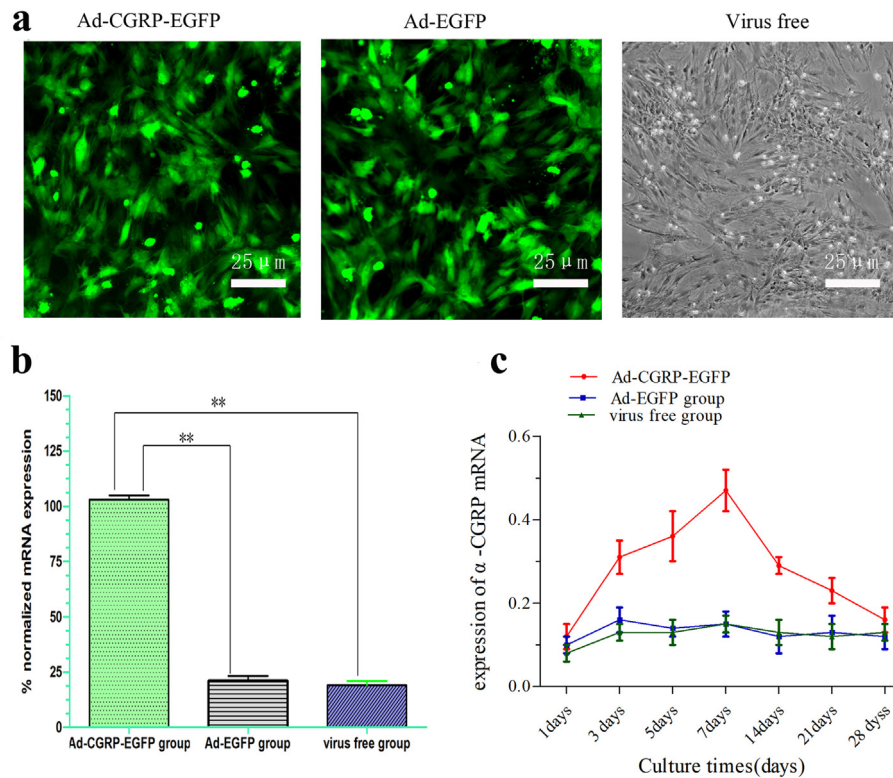 a
Ad-CGRP-EGFP
Ad-EGFP
Virus free
25 μm
25 μm
25 μm
b
% normalized mRNA expression
150
125
100
75
50
25
0
**
**
Ad-CGRP-EGFP group
Ad-EGFP group
virus free group
c
Ad-CGRP-EGFP
Ad-EGFP group
virus free group
expression of α -CGRP mRNA
0.6
0.4
0.2
0.0
1days
3 days
5days
7days
14days
21days
28 dyss
Culture times(days)